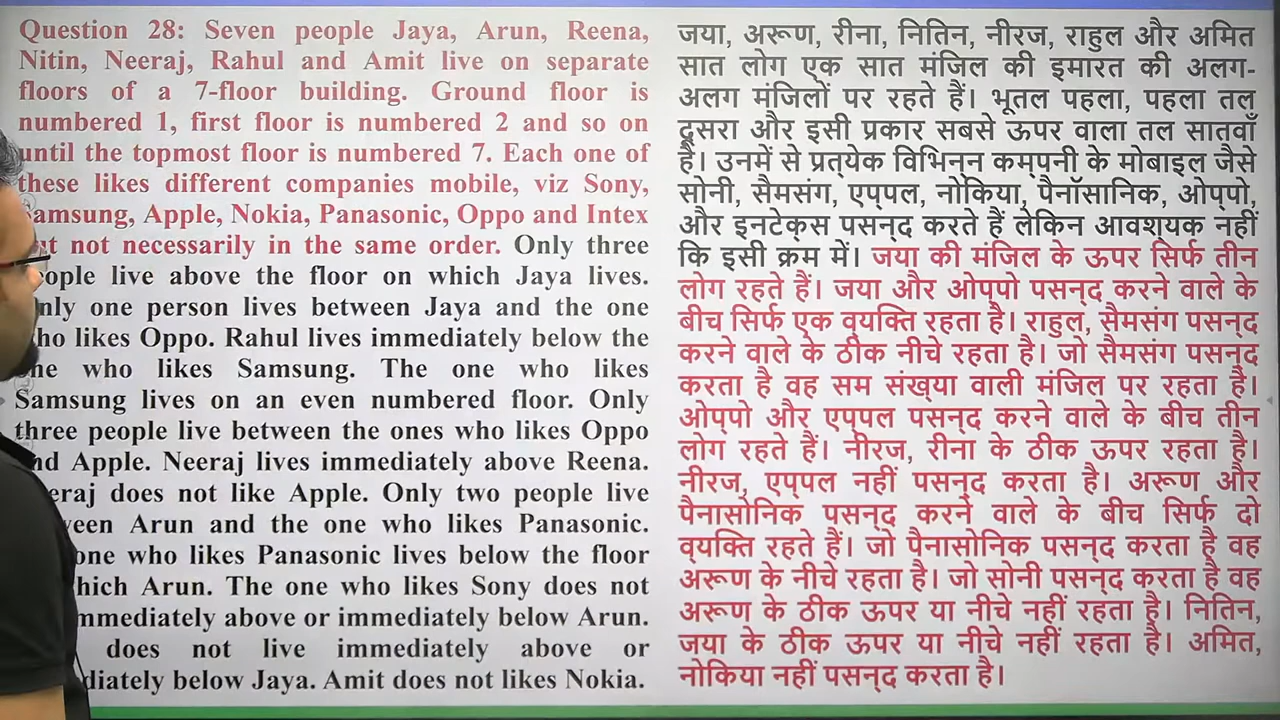 Question 28: Seven people Jaya, Arun, Reena,
Nitin, Neeraj, Rahul and Amit live on separate
floors of a 7-floor building. Ground floor is
numbered 1, first floor is numbered 2 and so on
until the topmost floor is numbered 7. Each one of
these likes different companies mobile, viz Sony,
Apple, Nokia, Panasonic, Oppo and Intex
not necessarily in the same order. Only three
live above the floor on which Jaya lives.
one person lives between Jaya and the one
likes Oppo. Rahul lives immediately below the
who likes Samsung. The one who likes
Samsung lives on an even numbered floor. Only
three people live between the ones who likes Oppo
Apple. Neeraj lives immediately above Reena.
does not like Apple. Only two people live
Arun and the one who likes Panasonic.
who likes Panasonic lives below the floor
Arun. The one who likes Sony does not
above or immediately below Arun.
does not live immediately above or
below Jaya. Amit does not likes Nokia.
जया, अरूण, रीना, नितिन, नीरज, राहुल और अमित
सात लोग एक सात मंजिल की इमारत की अलग-
अलग मंजिलों पर रहते हैं। भूतल पहला, पहला तल
दूसरा और इसी प्रकार सबसे ऊपर वाला तल सातवाँ
है। उनमें से प्रत्येक विभिन्न कम्पनी के मोबाइल जैसे
सोनी, सैमसंग, एप्पल, नोकिया, पैनॉसानिक, ओप्पो,
और इनटेक्स पसन्द करते हैं लेकिन आवश्यक नहीं
कि इसी क्रम में। जया की मंजिल के ऊपर सिर्फ तीन
लोग रहते हैं। जया और ओप्पो पसन्द करने वाले के
बीच सिर्फ एक व्यक्ति रहता है। राहुल, सैमसंग पसन्द
करने वाले के ठीक नीचे रहता है। जो सैमसंग पसन्द
करता है वह सम संख्या वाली मंजिल पर रहता है।
ओप्पो और एप्पल पसन्द करने वाले के बीच तीन
लोग रहते हैं। नीरज, रीना के ठीक ऊपर रहता है।
नीरज, एप्पल नहीं पसन्द करता है। अरूण और
पैनासोनिक पसन्द करने वाले के बीच सिर्फ दो
व्यक्ति रहते हैं। जो पैनासोनिक पसन्द करता है वह
अरूण के नीचे रहता है। जो सोनी पसन्द करता है वह
अरूण के ठीक ऊपर या नीचे नहीं रहता है। नितिन,
जया के ठीक ऊपर या नीचे नहीं रहता है। अमित,
नोकिया नहीं पसन्द करता है।